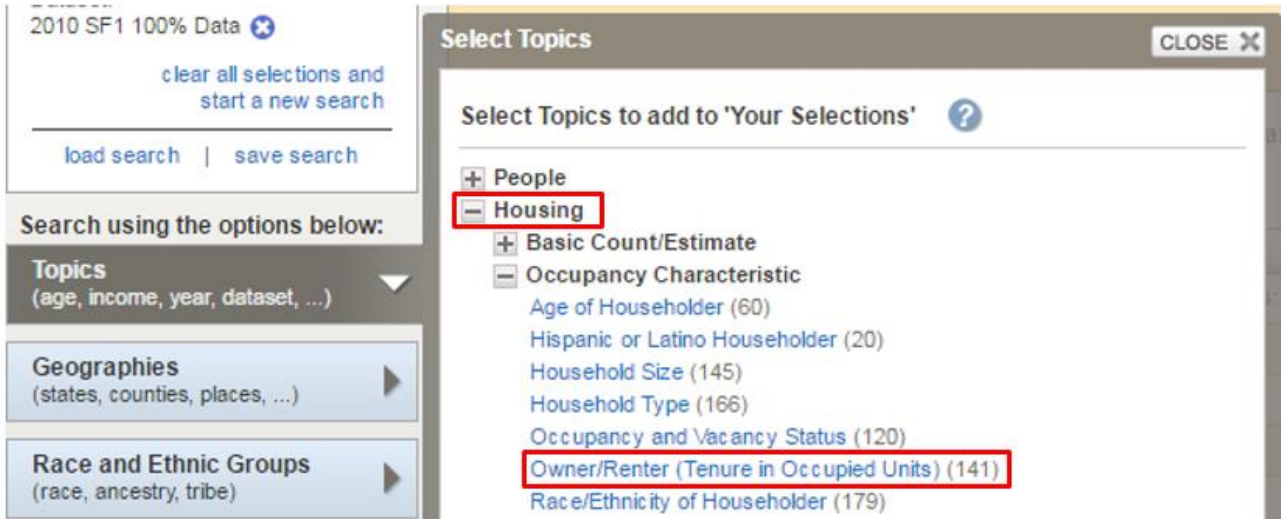 2010 SF1 100% Data
clear all selections and
start a new search
load search | save search
Search using the options below:
Topics
(age, income, year, dataset, ...)
Geographies
(states, counties, places, ...)
Race and Ethnic Groups
(race, ancestry, tribe)
Select Topics
CLOSE X
Select Topics to add to 'Your Selections' ?
People
Housing
Basic Count/Estimate
Occupancy Characteristic
Age of Householder (60)
Hispanic or Latino Householder (20)
Household Size (145)
Household Type (166)
Occupancy and Vacancy Status (120)
Owner/Renter (Tenure in Occupied Units) (141)
Race/Ethnicity of Householder (179)